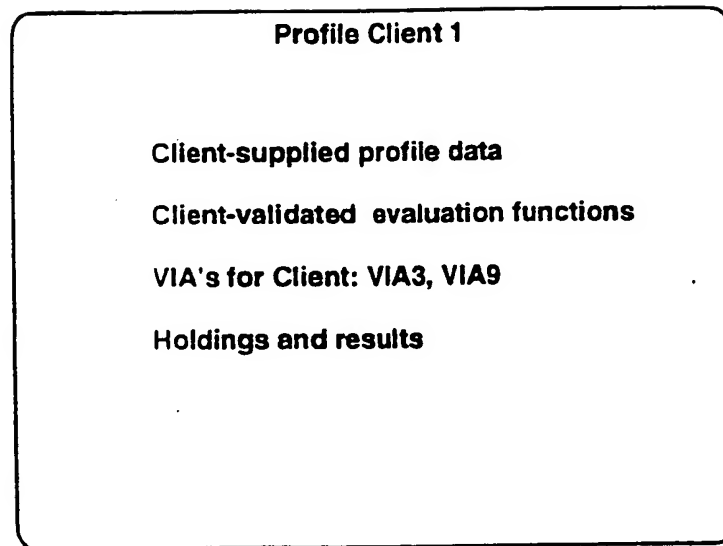 Profile Client 1
Client-supplied profile data
Client-validated evaluation functions
VIA's for Client: VIA3, VIA9
Holdings and results